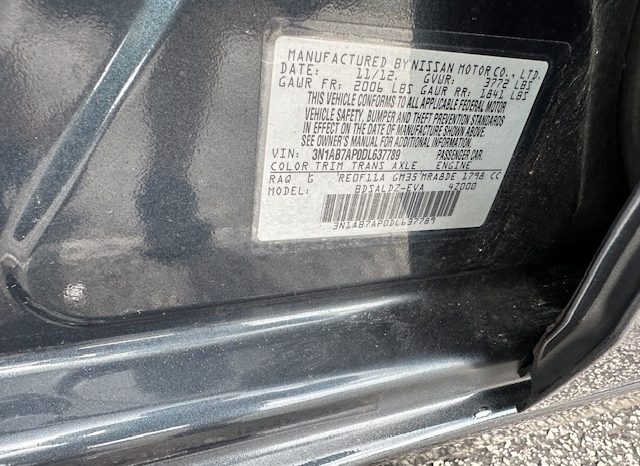 MANUFACTURED BY NISSAN MOTOR CO., LTD.
DATE: 11/12. GVWR: 3772 LBS
GAWR FR: 2006 LBS GAWR RR: 1841 LBS
THIS VEHICLE CONFORMS TO ALL APPLICABLE FEDERAL MOTOR
VEHICLE SAFETY, BUMPER AND THEFT PREVENTION STANDARDS
IN EFFECT ON THE DATE OF MANUFACTURE SHOWN ABOVE.
SEE OWNER'S MANUAL FOR ADDITIONAL INFORMATION.
VIN: 3N1AB7AP0DL637789 PASSENGER CAR.
COLOR TRIM TRANS AXLE ENGINE
RAQ G RE0F11A GM35 MRA8DE 1798 CC
MODEL: BDSALDZ-EVA 42000
3N1AB7AP0DL637789